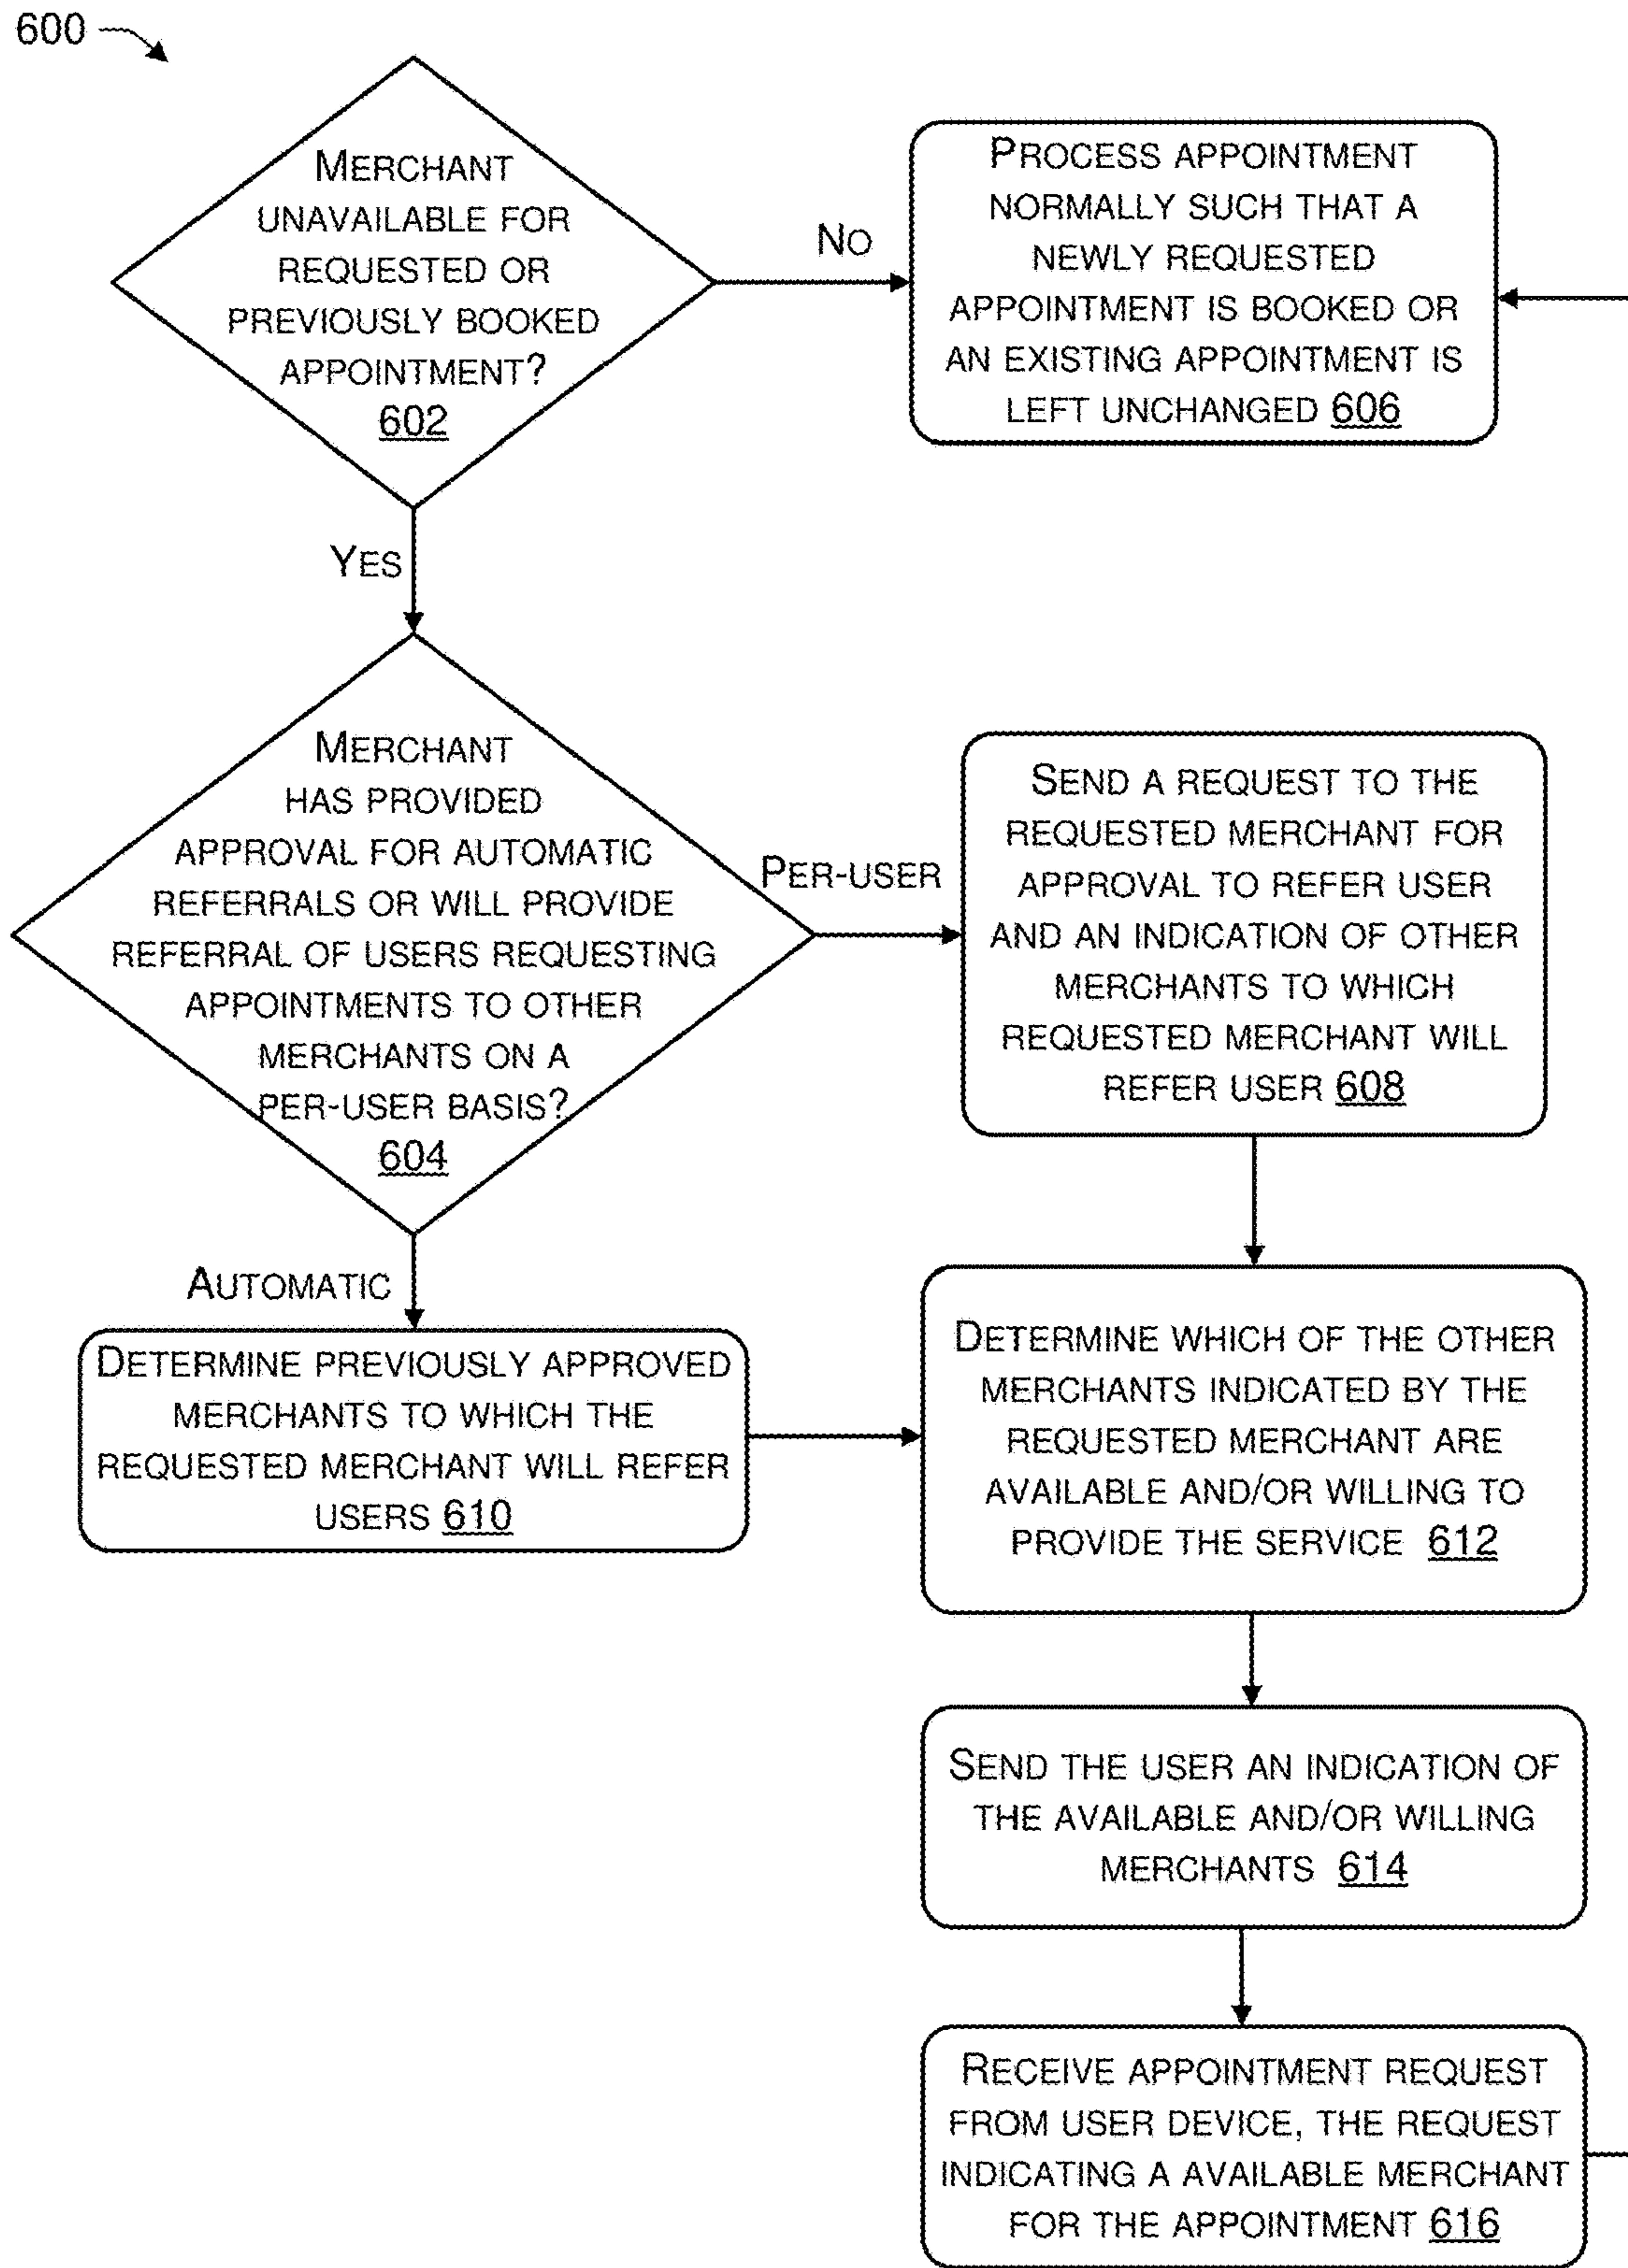 600
MERCHANT
UNAVAILABLE FOR
REQUESTED OR
PREVIOUSLY BOOKED
APPOINTMENT?
602
NO
PROCESS APPOINTMENT
NORMALLY SUCH THAT A
NEWLY REQUESTED
APPOINTMENT IS BOOKED OR
AN EXISTING APPOINTMENT IS
LEFT UNCHANGED 606
YES
MERCHANT
HAS PROVIDED
APPROVAL FOR AUTOMATIC
REFERRALS OR WILL PROVIDE
REFERRAL OF USERS REQUESTING
APPOINTMENTS TO OTHER
MERCHANTS ON A
PER-USER BASIS?
604
PER-USER
SEND A REQUEST TO THE
REQUESTED MERCHANT FOR
APPROVAL TO REFER USER
AND AN INDICATION OF OTHER
MERCHANTS TO WHICH
REQUESTED MERCHANT WILL
REFER USER 608
AUTOMATIC
DETERMINE PREVIOUSLY APPROVED
MERCHANTS TO WHICH THE
REQUESTED MERCHANT WILL REFER
USERS 610
DETERMINE WHICH OF THE OTHER
MERCHANTS INDICATED BY THE
REQUESTED MERCHANT ARE
AVAILABLE AND/OR WILLING TO
PROVIDE THE SERVICE 612
SEND THE USER AN INDICATION OF
THE AVAILABLE AND/OR WILLING
MERCHANTS 614
RECEIVE APPOINTMENT REQUEST
FROM USER DEVICE, THE REQUEST
INDICATING A AVAILABLE MERCHANT
FOR THE APPOINTMENT 616